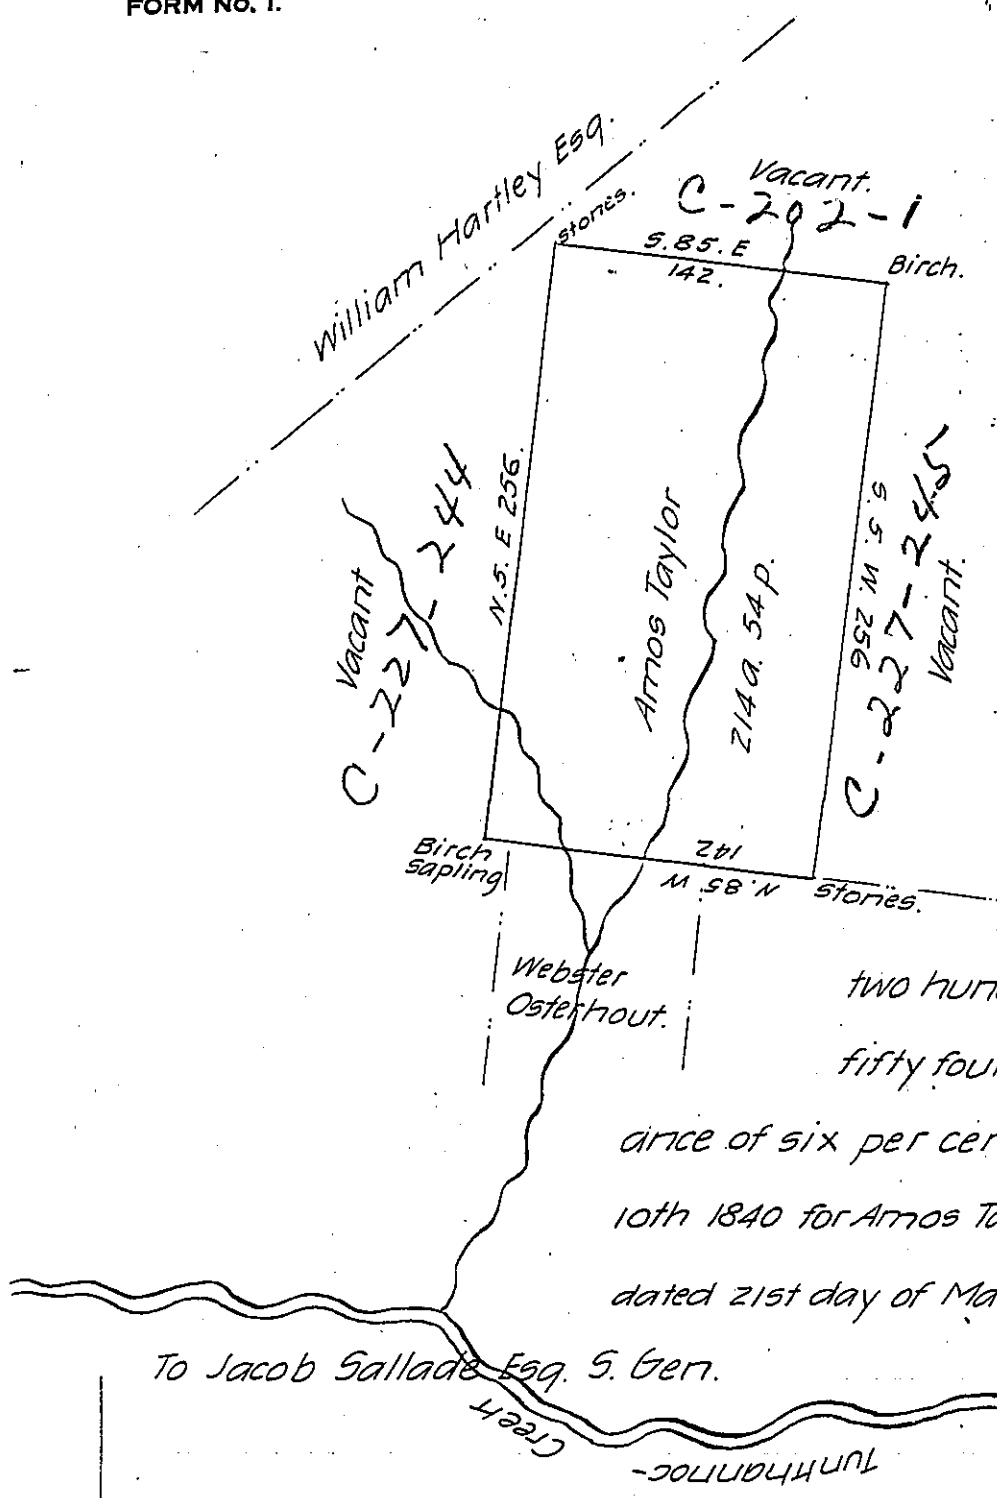 FORM NO. 1.
William Hartley Esq.
Vacant.
C-202-1
stones.
S. 85. E
142.
Birch.
N. 5. E 256.
Vacant
C-227-244
Amos Taylor
214 a. 54 p.
S. 5. W. 256
C-227-245
Vacant.
Birch
sapling
142
N. 85. W
stones.
Webster
Osterhout.
two hun
fifty four
ance of six per cen
10th 1840 for Amos Ta
dated 21st day of Ma
To Jacob Sallade Esq. S. Gen.
Creek
Tunkhannoc-